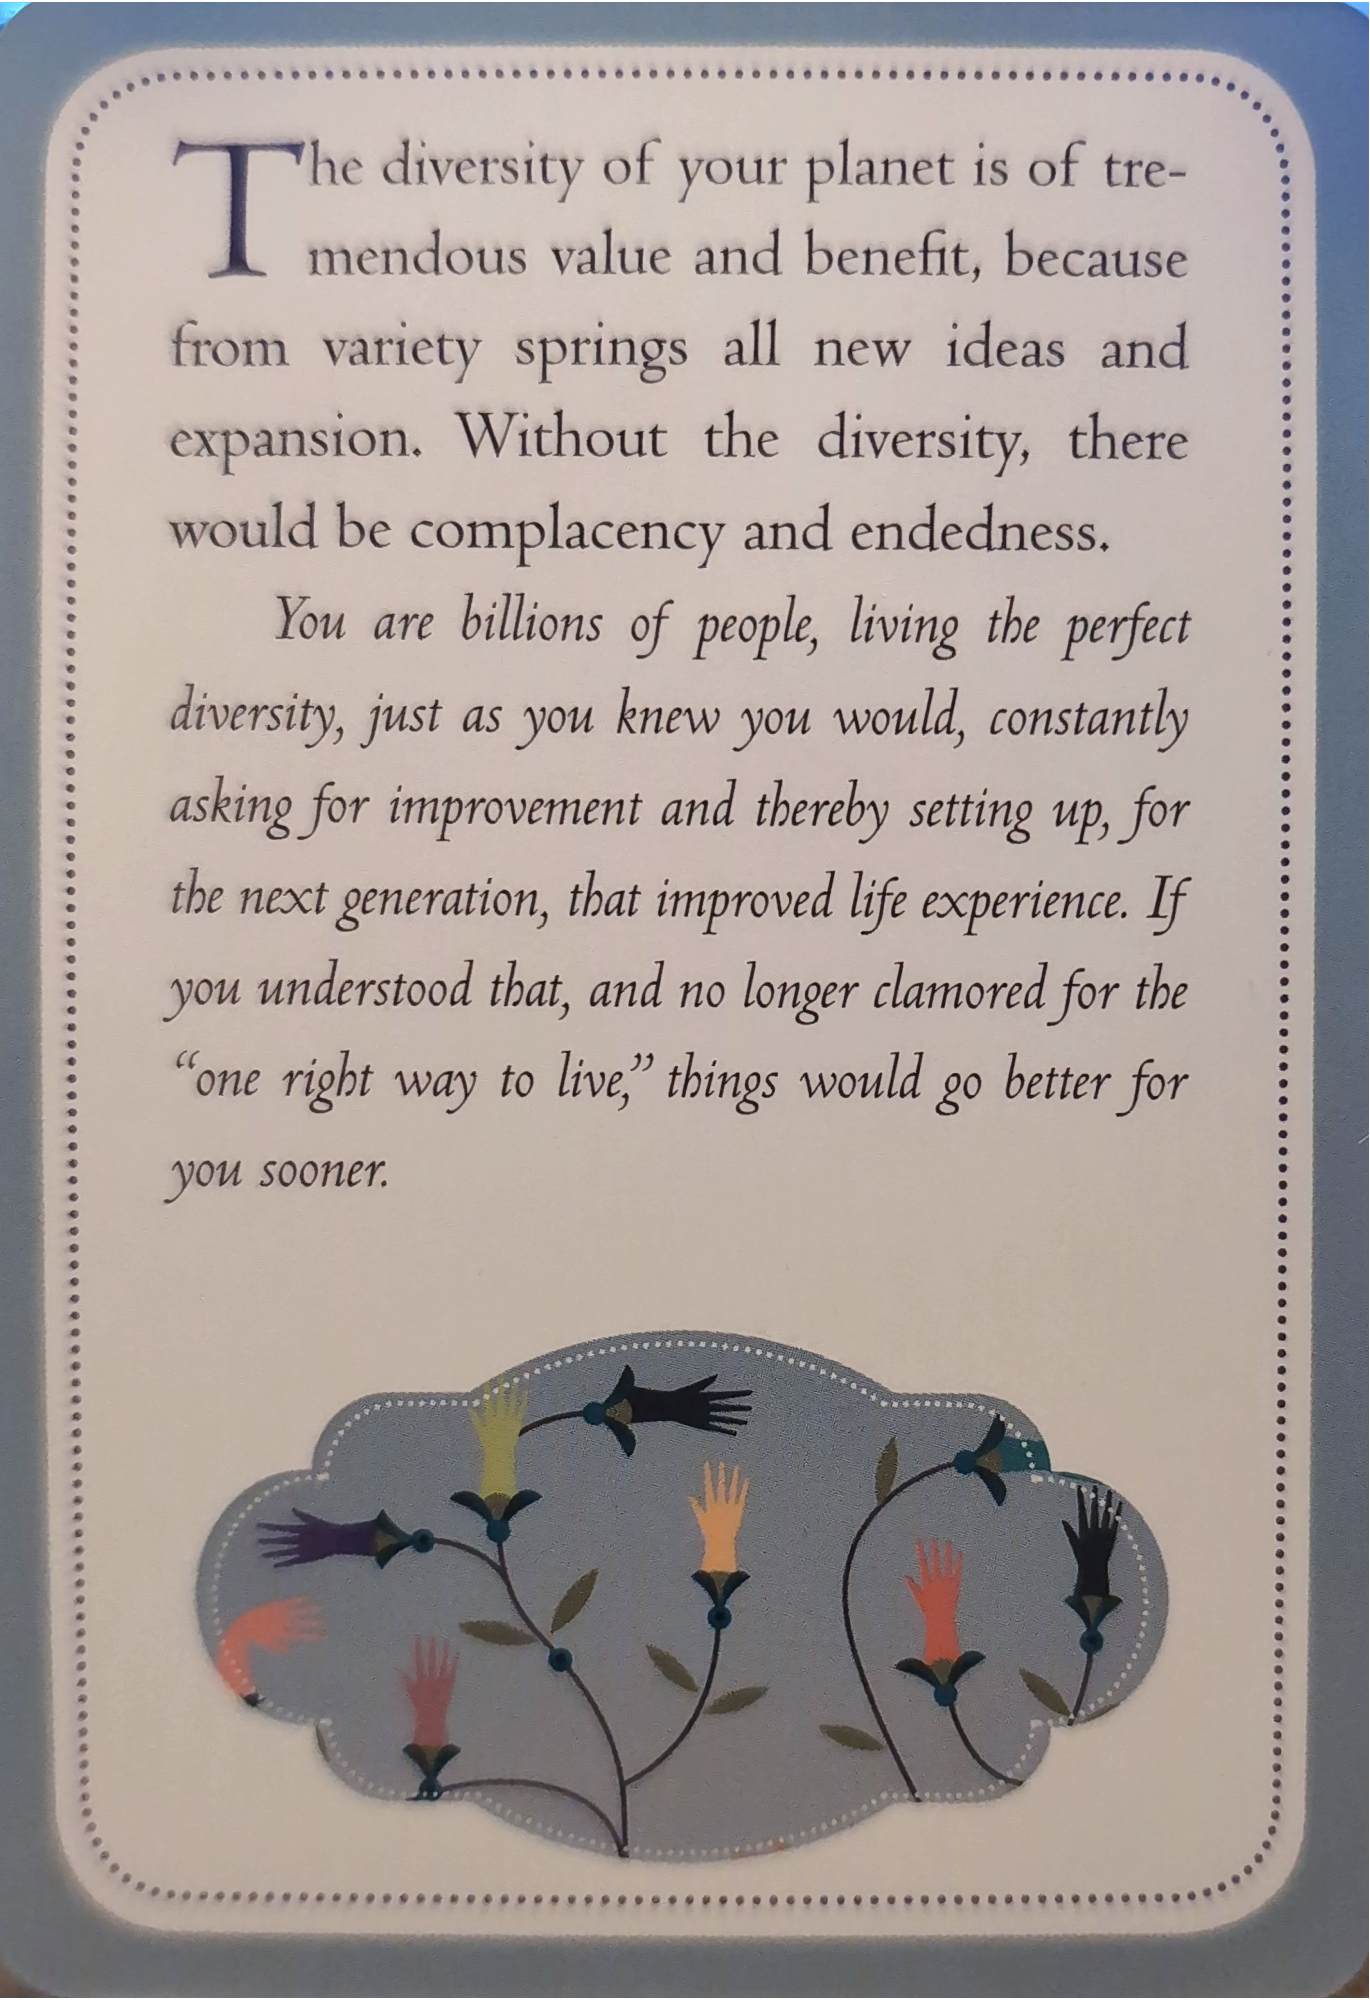 The diversity of your planet is of tre-
mendous value and benefit, because
from variety springs all new ideas and
expansion. Without the diversity, there
would be complacency and endedness.
You are billions of people, living the perfect
diversity, just as you knew you would, constantly
asking for improvement and thereby setting up, for
the next generation, that improved life experience. If
you understood that, and no longer clamored for the
“one right way to live,” things would go better for
you sooner.